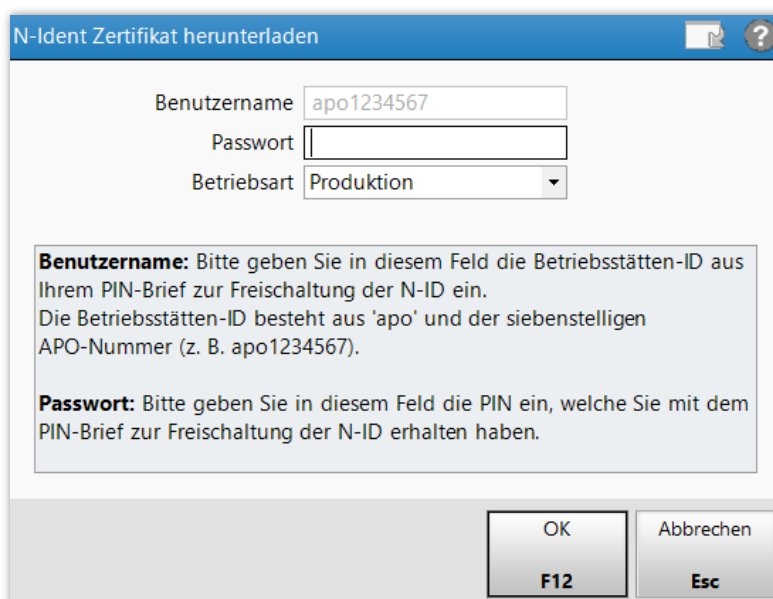 N-Ident Zertifikat herunterladen
?
Benutzername apo1234567
Passwort
Betriebsart Produktion
Benutzername: Bitte geben Sie in diesem Feld die Betriebsstätten-ID aus
Ihrem PIN-Brief zur Freischaltung der N-ID ein.
Die Betriebsstätten-ID besteht aus 'apo' und der siebenstelligen
APO-Nummer (z. B. apo1234567).
Passwort: Bitte geben Sie in diesem Feld die PIN ein, welche Sie mit dem
PIN-Brief zur Freischaltung der N-ID erhalten haben.
OK Abbrechen
F12 Esc